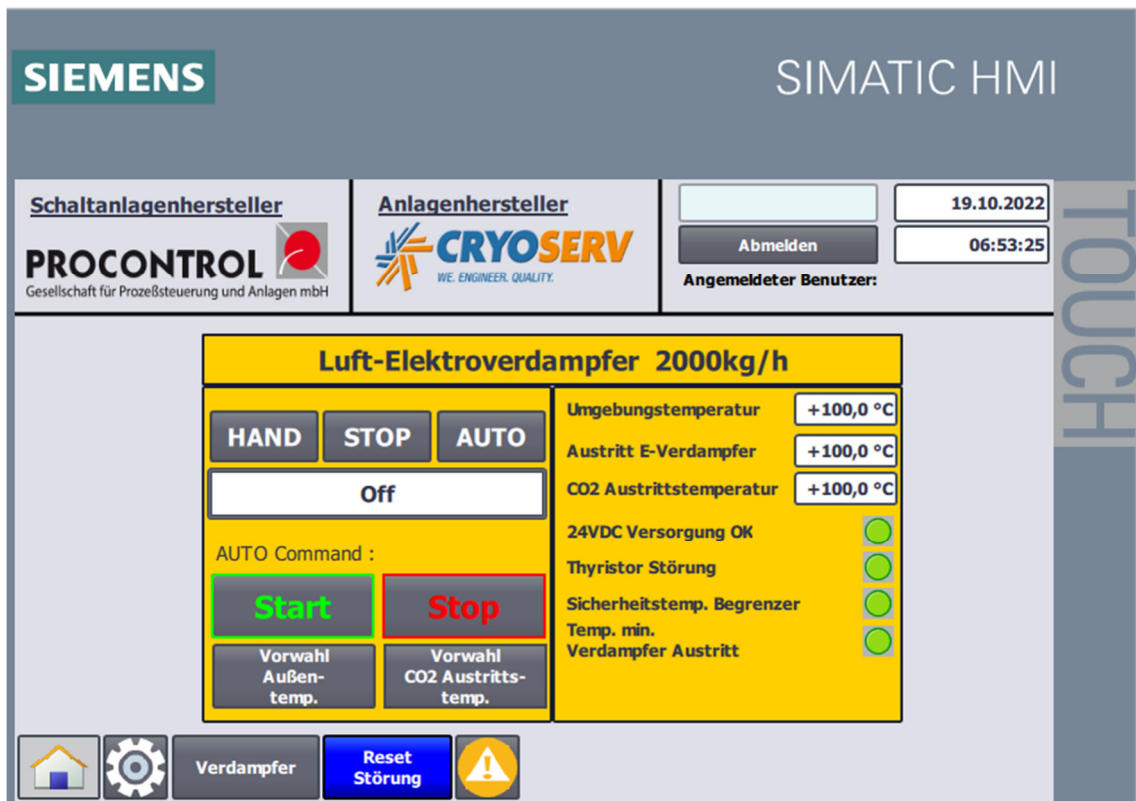 SIEMENS
SIMATIC HMI
TOUCH
Schaltanlagenhersteller
PROCONTROL
Gesellschaft für Prozeßsteuerung und Anlagen mbH
Anlagenhersteller
CRYOSERV
WE. ENGINEER. QUALITY.
19.10.2022
Abmelden
06:53:25
Angemeldeter Benutzer:
Luft-Elektroverdampfer 2000kg/h
HAND
STOP
AUTO
Off
AUTO Command :
Start
Stop
Vorwahl
Außen-
temp.
Vorwahl
CO2 Austritts-
temp.
Umgebungstemperatur +100,0 °C
Austritt E-Verdampfer +100,0 °C
CO2 Austrittstemperatur +100,0 °C
24VDC Versorgung OK
Thyristor Störung
Sicherheitstemp. Begrenzer
Temp. min.
Verdampfer Austritt
Verdampfer
Reset
Störung